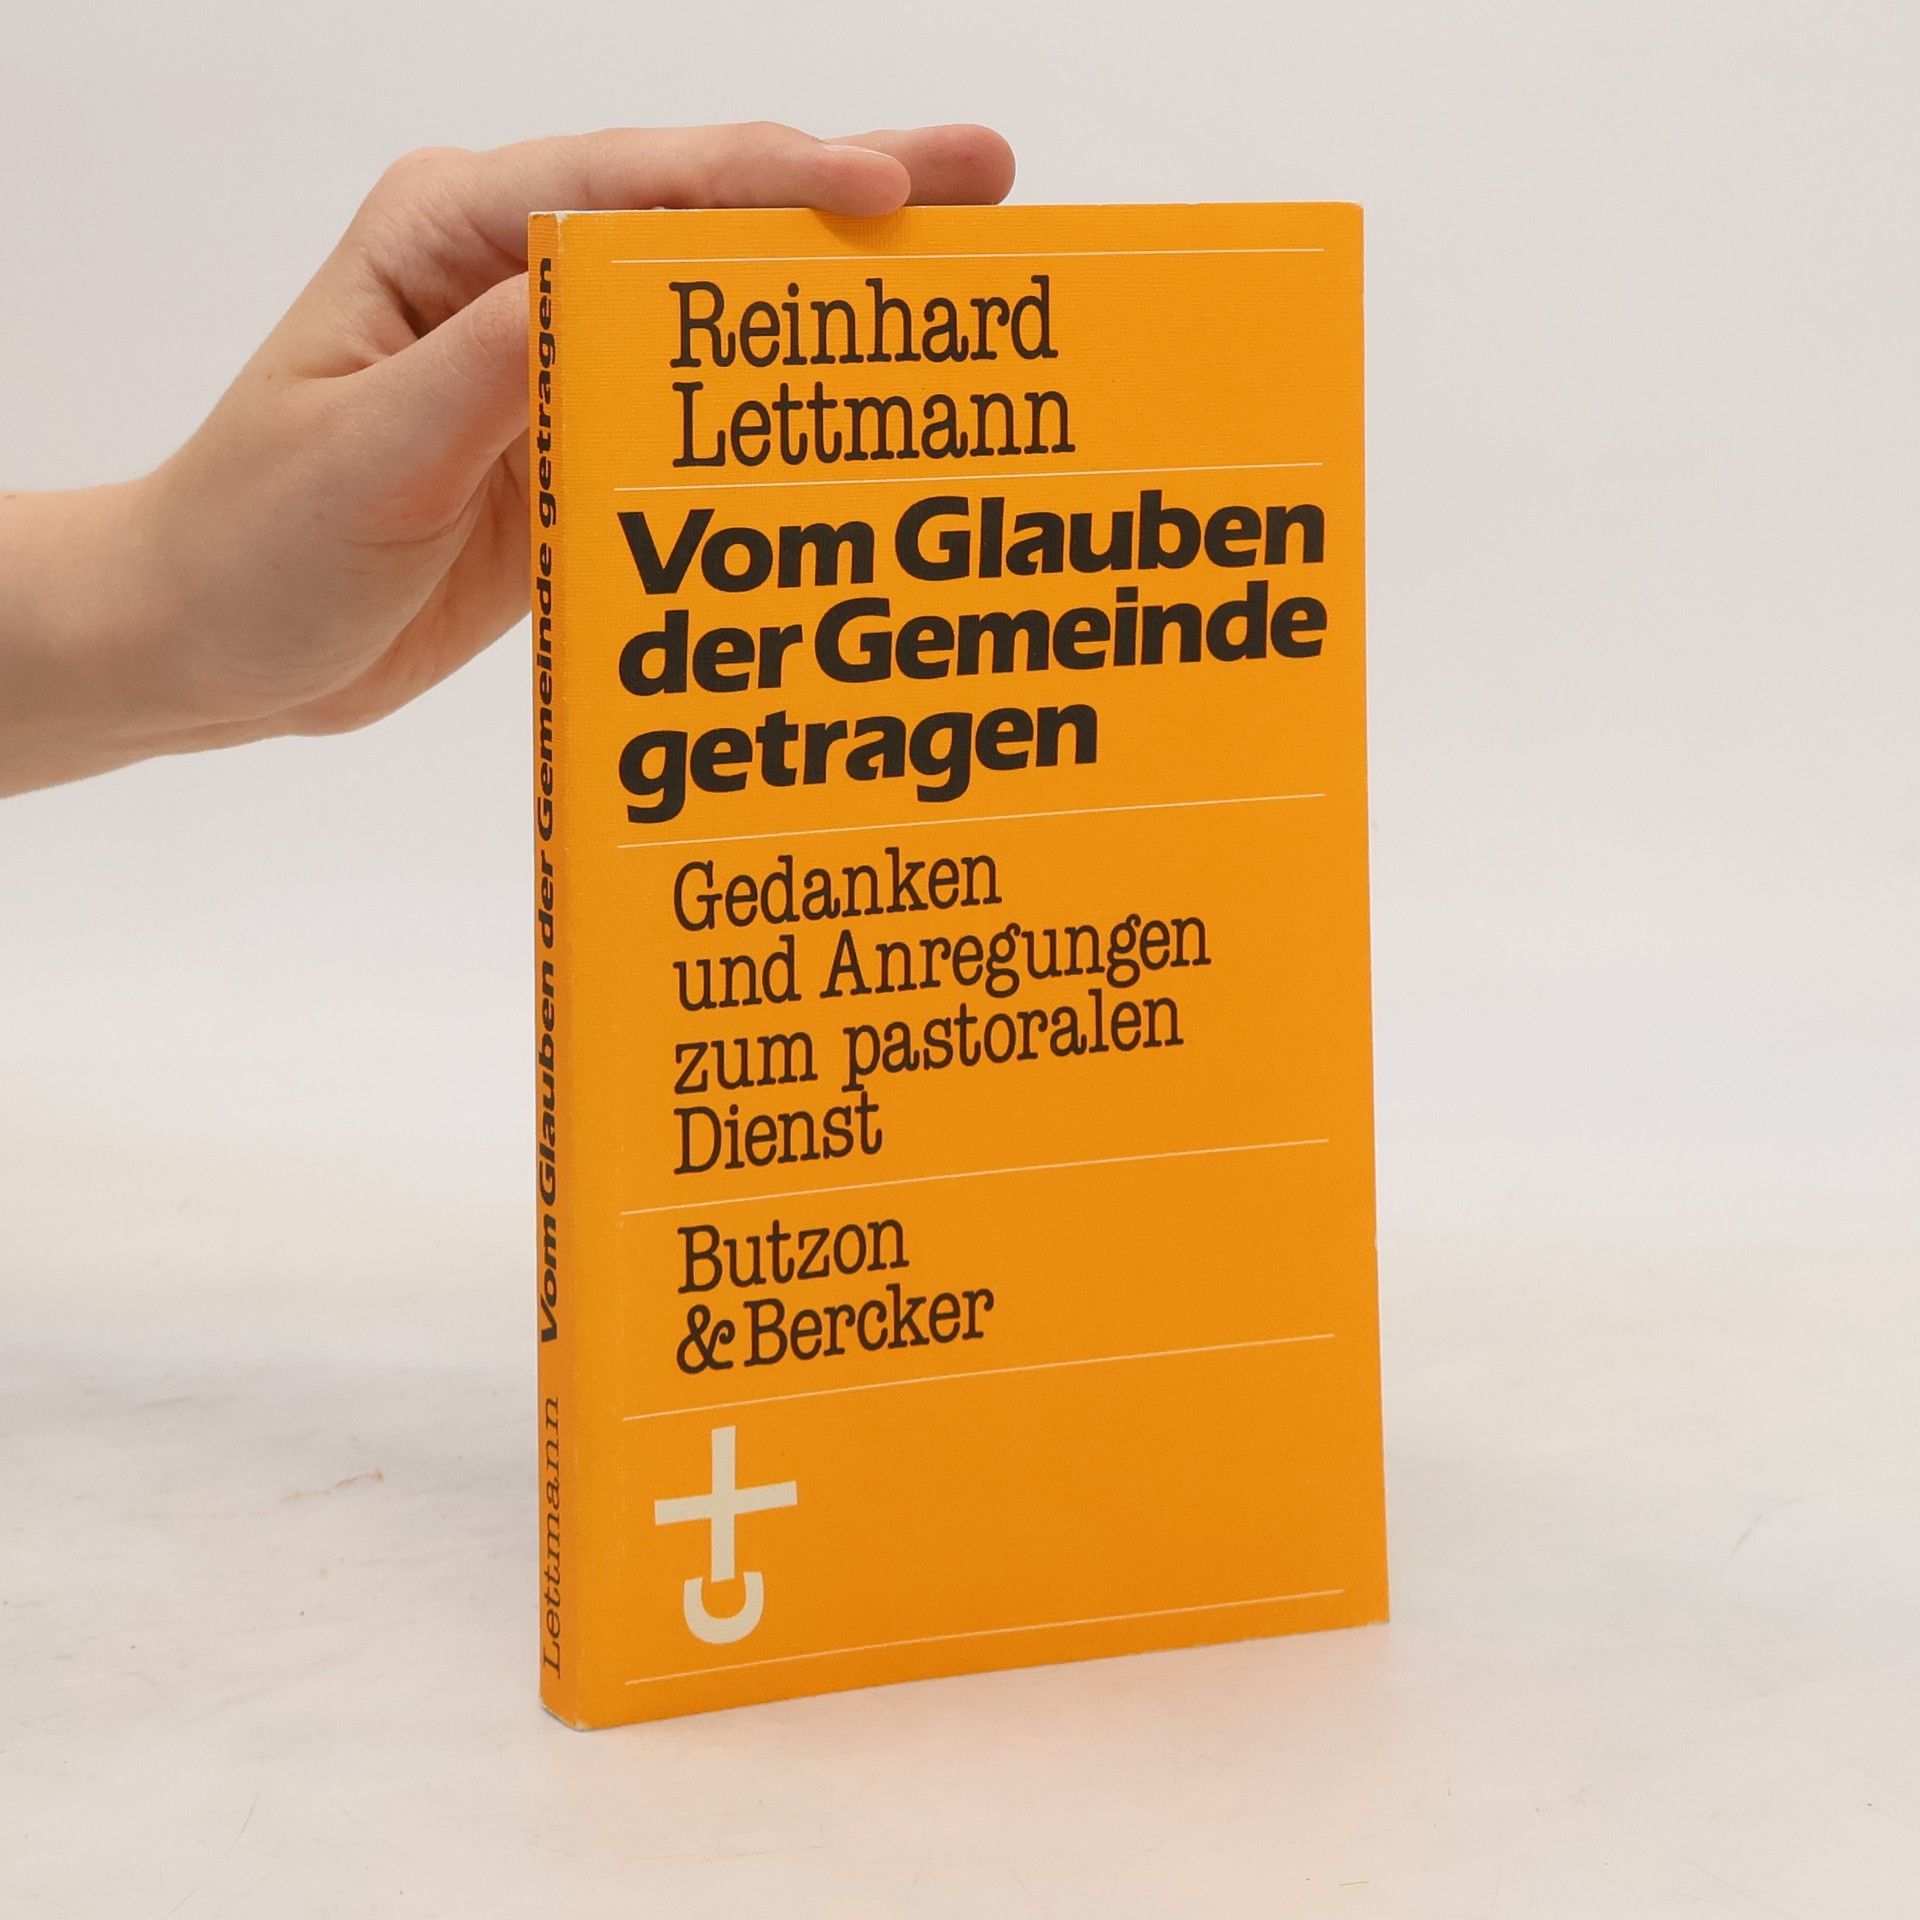 Reinhard
Lettmann
Vom Glauben
der Gemeinde
getragen
Gedanken
und Anregungen
zum pastoralen
Dienst
Butzon
& Bercker
Lettmann Vom Glauben der Gemeinde getragen